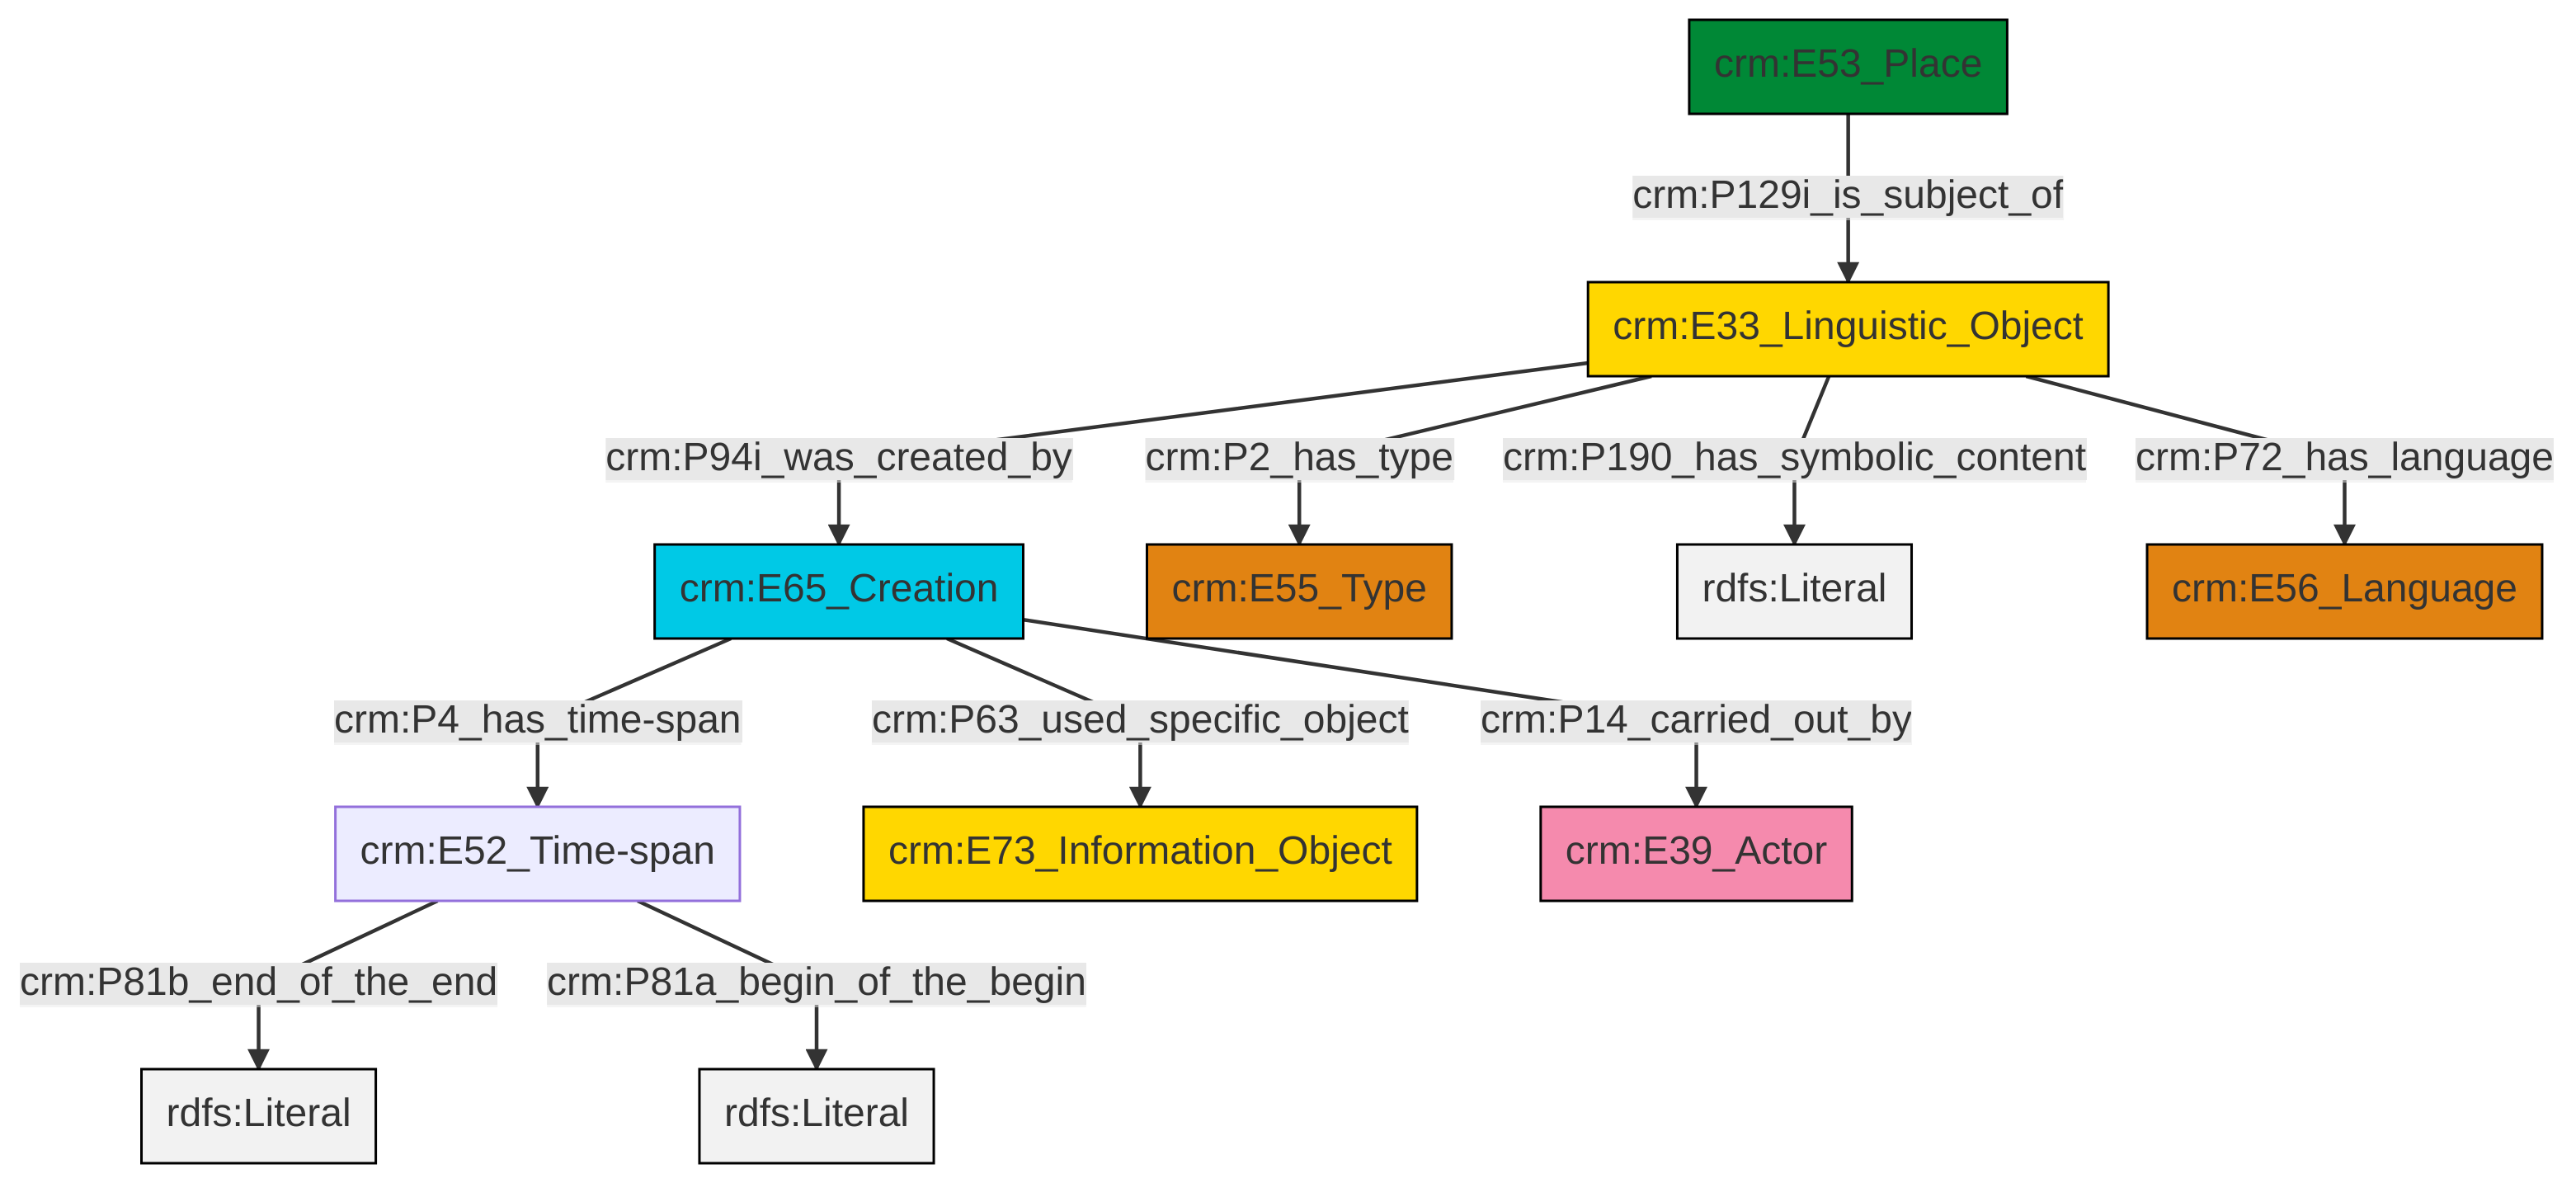 crm:E53_Place
crm:P129i_is_subject_of
crm:E33_Linguistic_Object
crm:P94i_was_created_by
crm:P2_has_type
crm:P190_has_symbolic_content
crm:P72_has_language
crm:E65_Creation
crm:E55_Type
rdfs:Literal
crm:E56_Language
crm:P4_has_time-span
crm:P63_used_specific_object
crm:P14_carried_out_by
crm:E52_Time-span
crm:E73_Information_Object
crm:E39_Actor
crm:P81b_end_of_the_end
crm:P81a_begin_of_the_begin
rdfs:Literal
rdfs:Literal